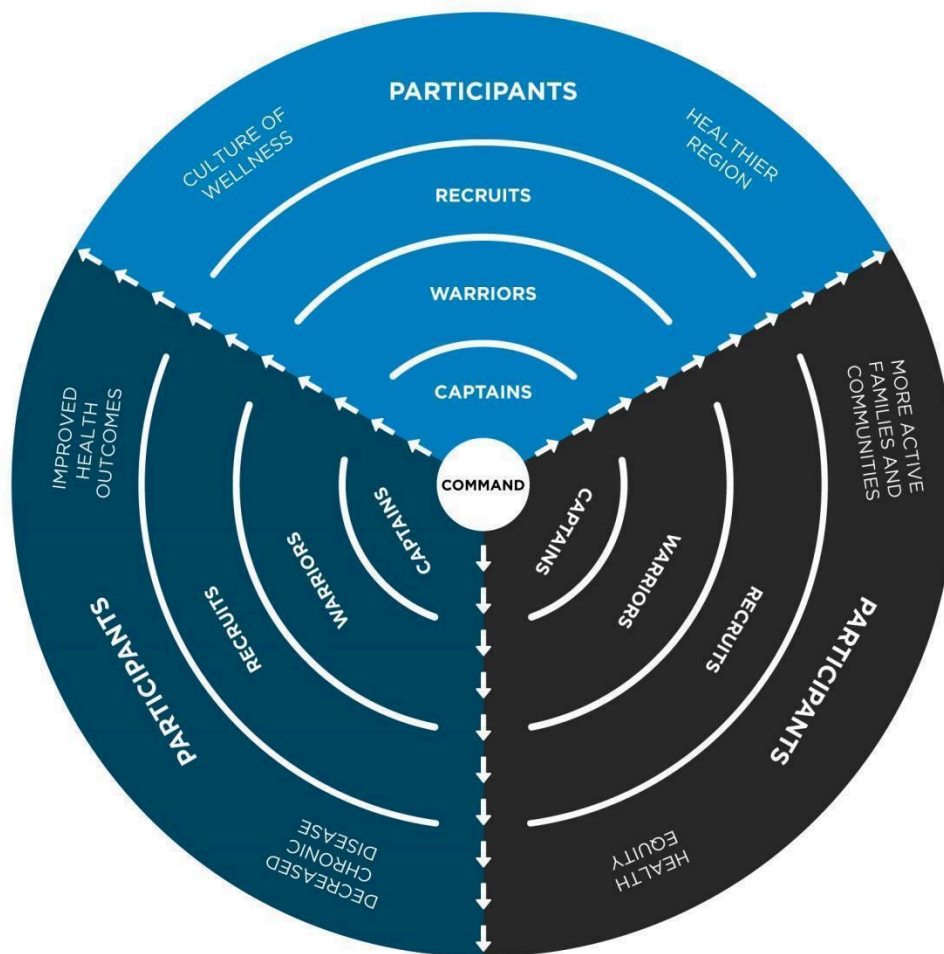 PARTICIPANTS
CULTURE OF
WELLNESS
HEALTHIER
REGION
RECRUITS
WARRIORS
CAPTAINS
COMMAND
IMPROVED
HEALTH
OUTCOMES
CAPTAINS
WARRIORS
RECRUITS
PARTICIPANTS
DECREASED
CHRONIC
DISEASE
MORE ACTIVE
FAMILIES AND
COMMUNITIES
CAPTAINS
WARRIORS
RECRUITS
PARTICIPANTS
HEALTH
EQUITY